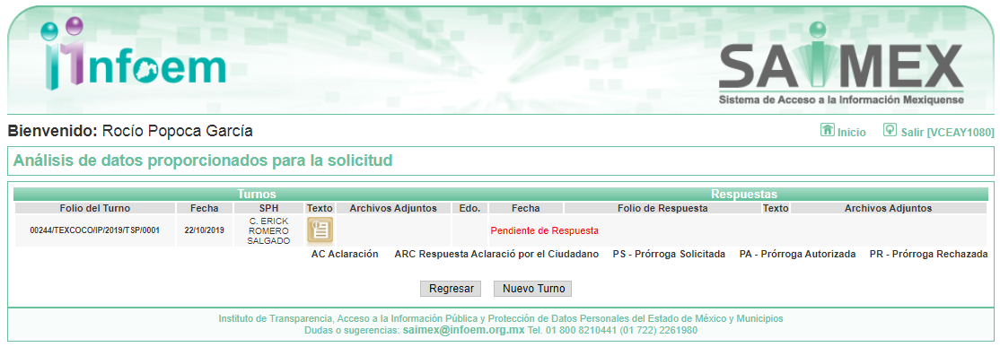 infoem
SAIMEX
Sistema de Acceso a la Información Mexiquense
Bienvenido: Rocío Popoca García
Inicio Salir [VCEAY1080]
Análisis de datos proporcionados para la solicitud
Turnos Respuestas
Folio del Turno Fecha SPH Texto Archivos Adjuntos Edo. Fecha Folio de Respuesta Texto Archivos Adjuntos
00244/TEXCOCO/IP/2019/TSP/0001 22/10/2019 C. ERICK ROMERO SALGADO Pendiente de Respuesta
AC Aclaración ARC Respuesta Aclaració por el Ciudadano PS - Prórroga Solicitada PA - Prórroga Autorizada PR - Prórroga Rechazada
Regresar Nuevo Turno
Instituto de Transparencia, Acceso a la Información Pública y Protección de Datos Personales del Estado de México y Municipios
Dudas o sugerencias: saimex@infoem.org.mx Tel. 01 800 8210441 (01 722) 2261980